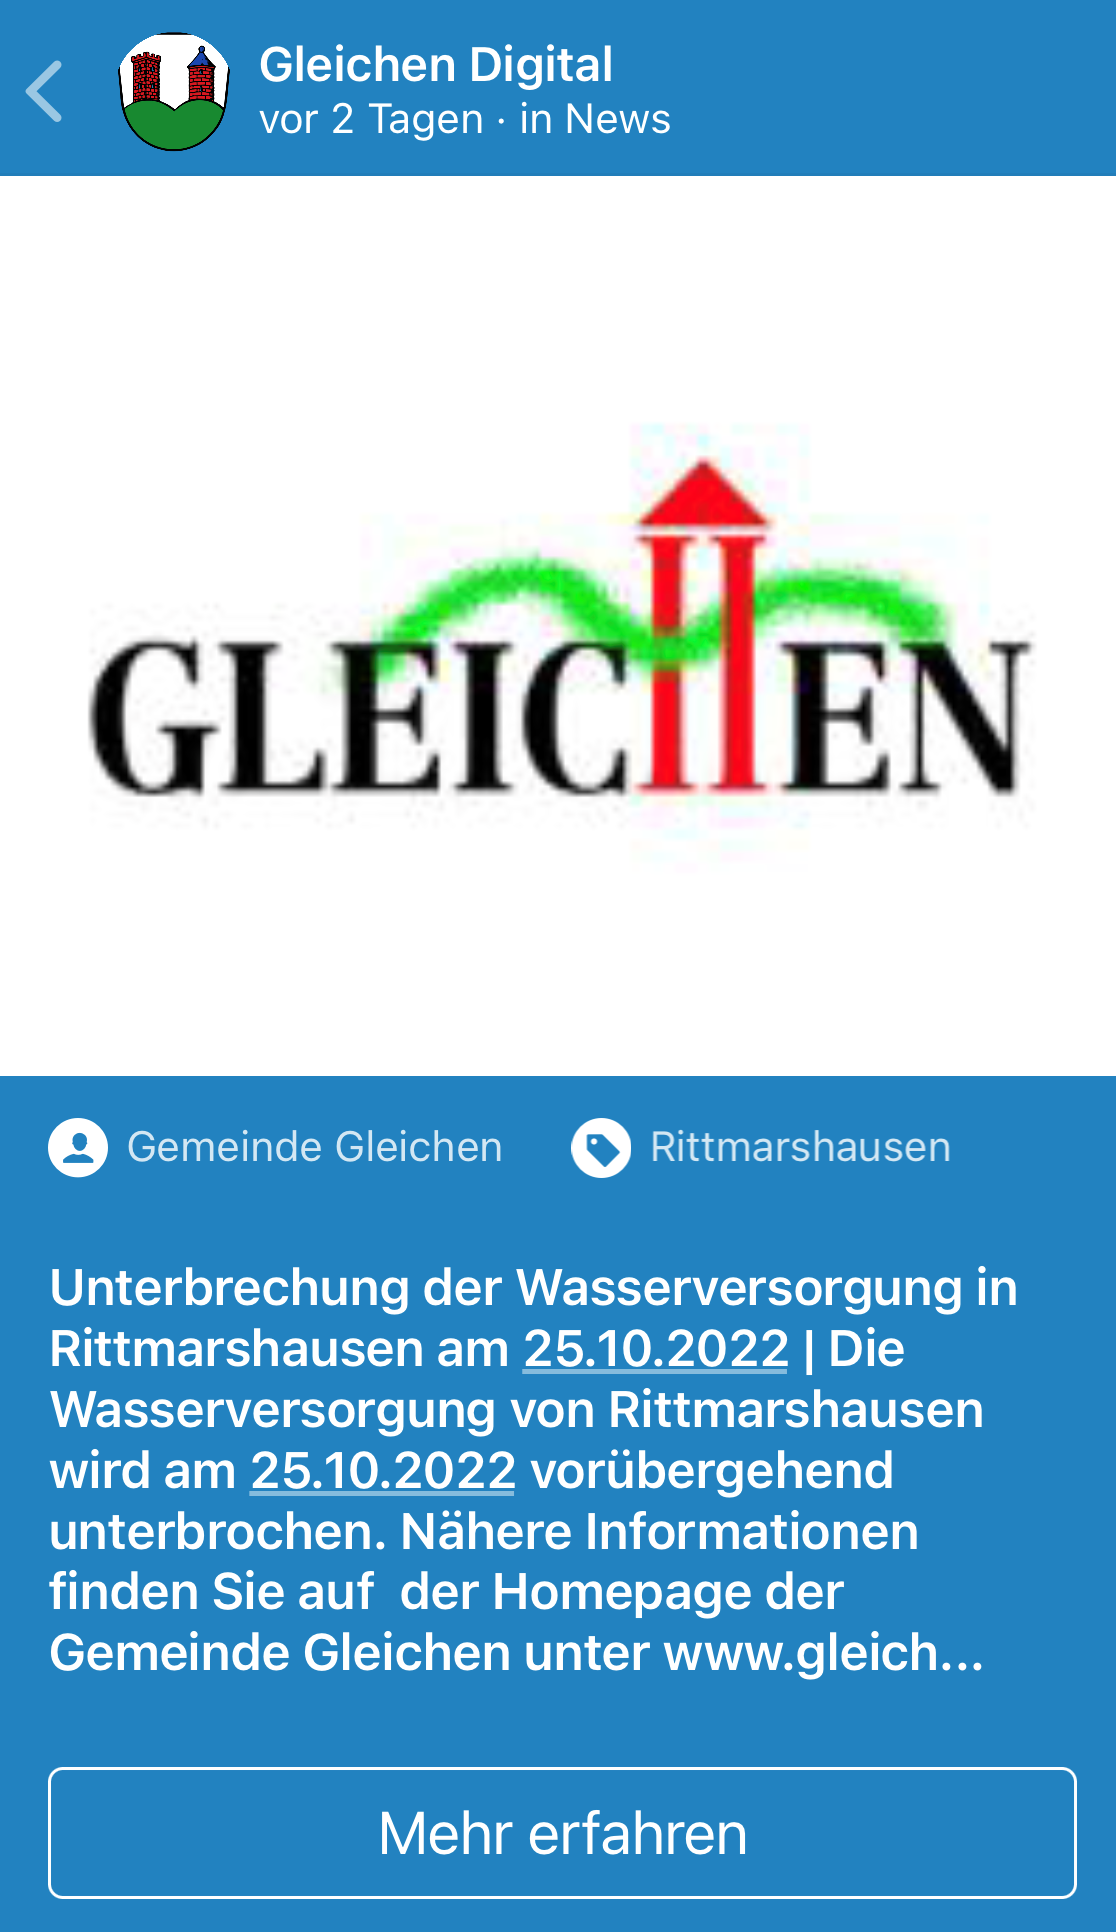 Gleichen Digital
vor 2 Tagen · in News
GLEICHEN
Gemeinde Gleichen
Rittmarshausen
Unterbrechung der Wasserversorgung in
Rittmarshausen am 25.10.2022 | Die
Wasserversorgung von Rittmarshausen
wird am 25.10.2022 vorübergehend
unterbrochen. Nähere Informationen
finden Sie auf  der Homepage der
Gemeinde Gleichen unter www.gleich...
Mehr erfahren